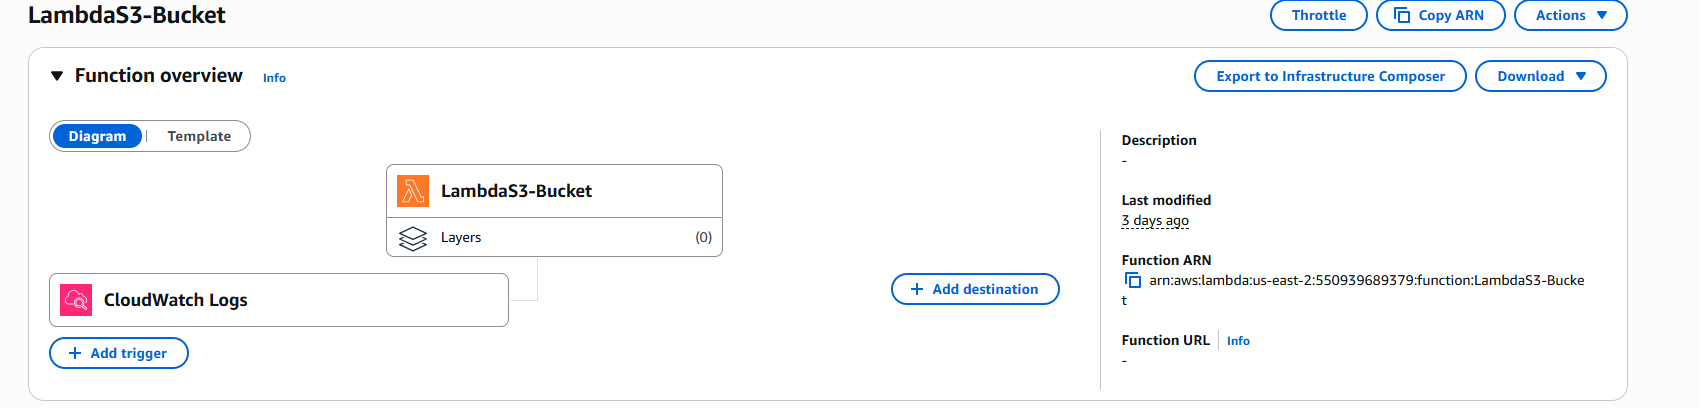 LambdaS3-Bucket
Throttle
Copy ARN
Actions
Function overview
Info
Export to Infrastructure Composer
Download
Diagram
Template
LambdaS3-Bucket
Layers
(0)
CloudWatch Logs
Add trigger
Add destination
Description
-
Last modified
3 days ago
Function ARN
arn:aws:lambda:us-east-2:550939689379:function:LambdaS3-Bucke
t
Function URL
Info
-